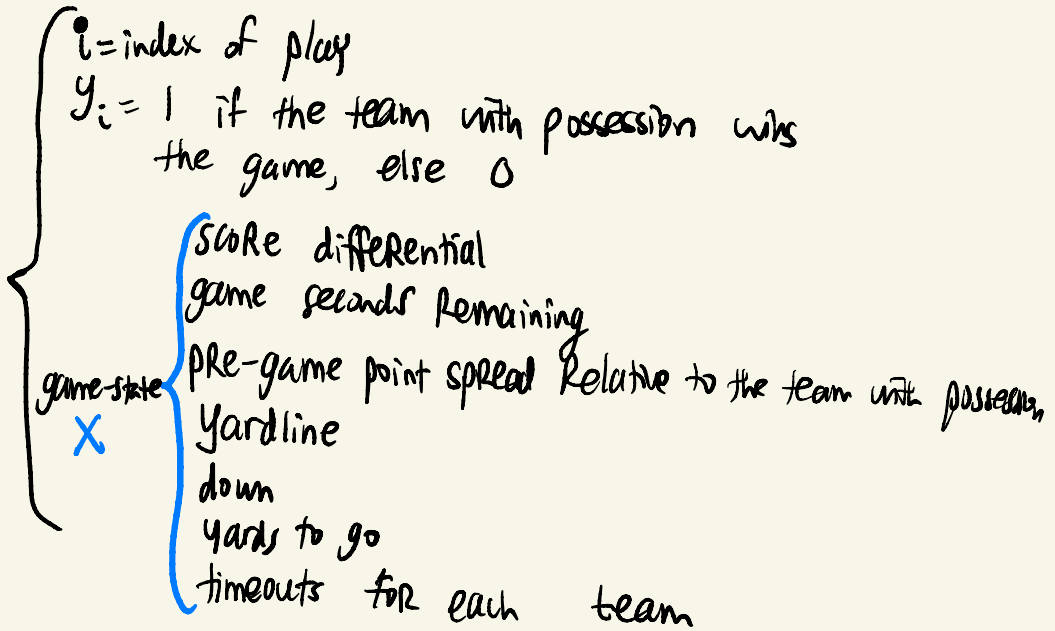 i = index of play
y_i = 1 if the team with possession wins
the game, else 0
score differential
game seconds remaining
pre-game point spread relative to the team with possession
game-state
X
yardline
down
yards to go
timeouts for each team